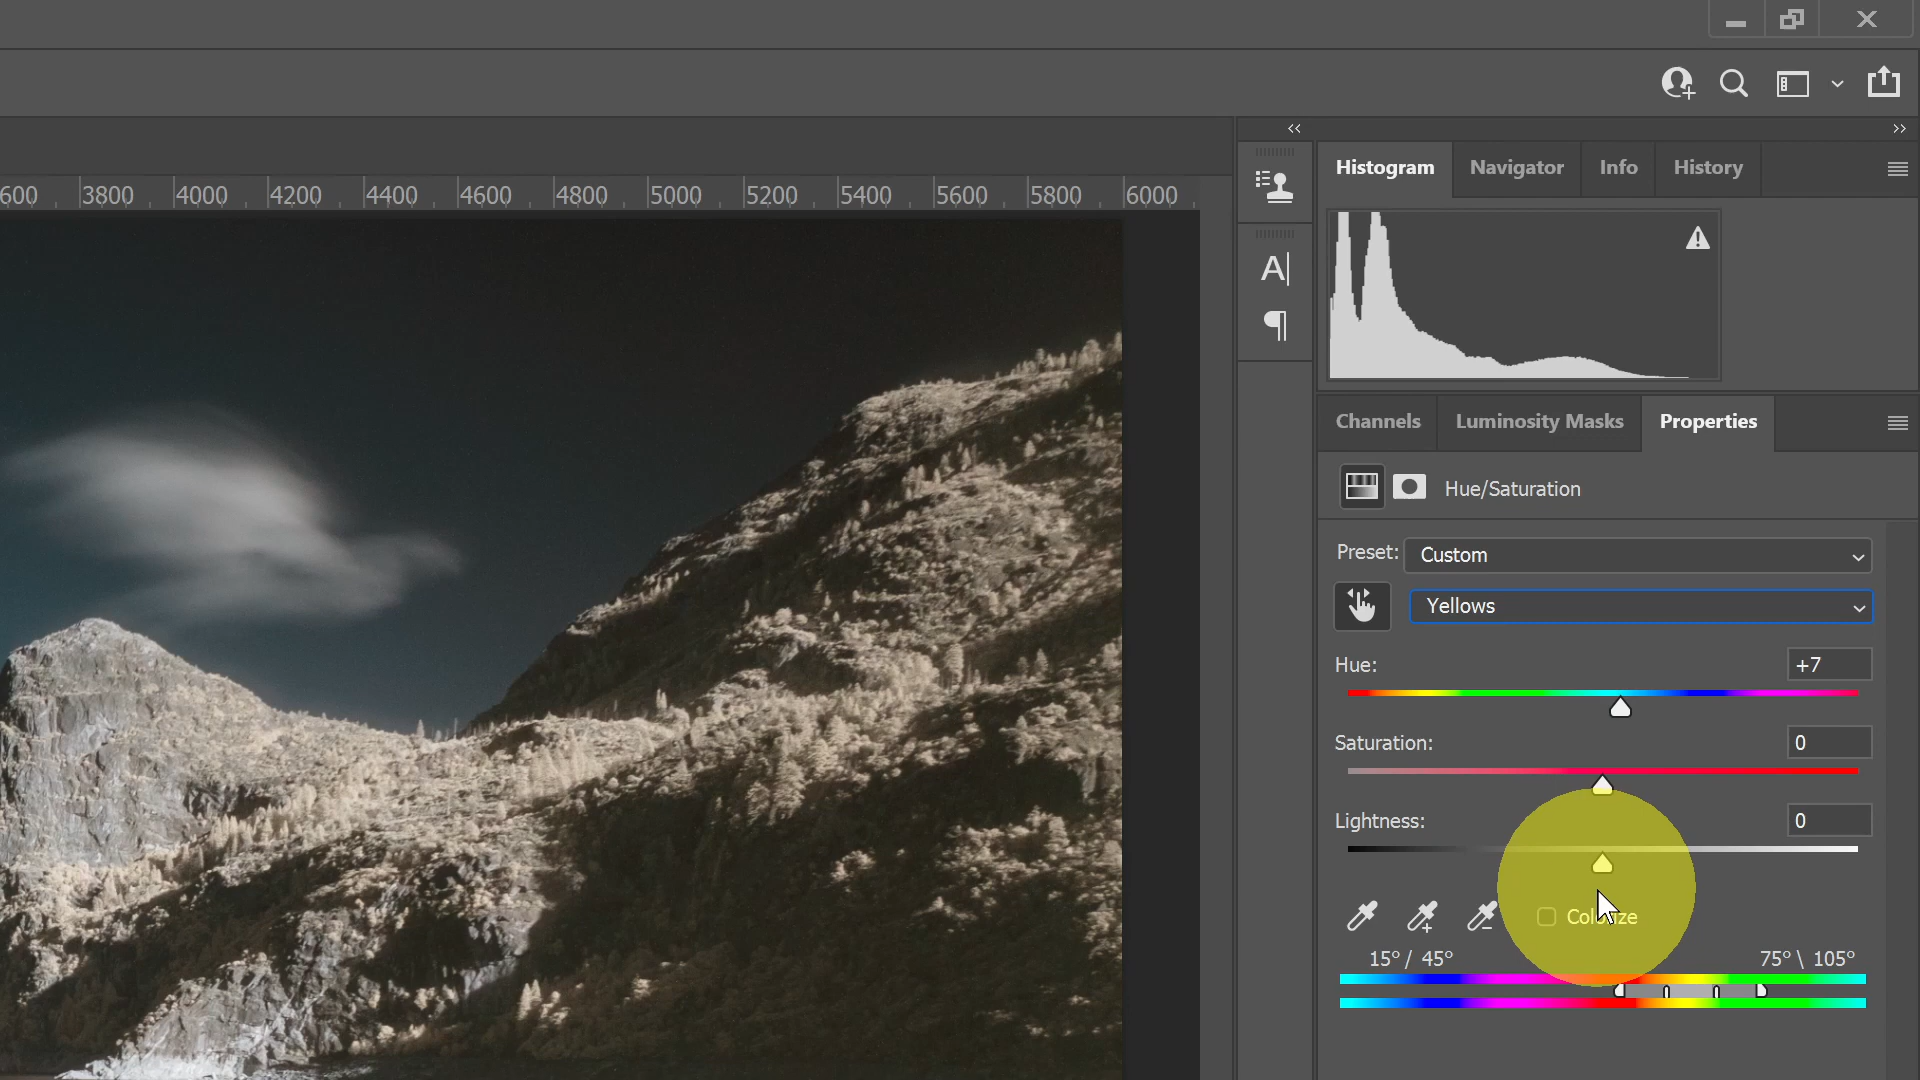 600 3800 4000 4200 4400 4600 4800 5000 5200 5400 5600 5800 6000
Histogram Navigator Info History
Channels Luminosity Masks Properties
Hue/Saturation
Preset: Custom
Yellows
Hue: +7
Saturation: 0
Lightness: 0
Colorize
15° / 45° 75° \ 105°